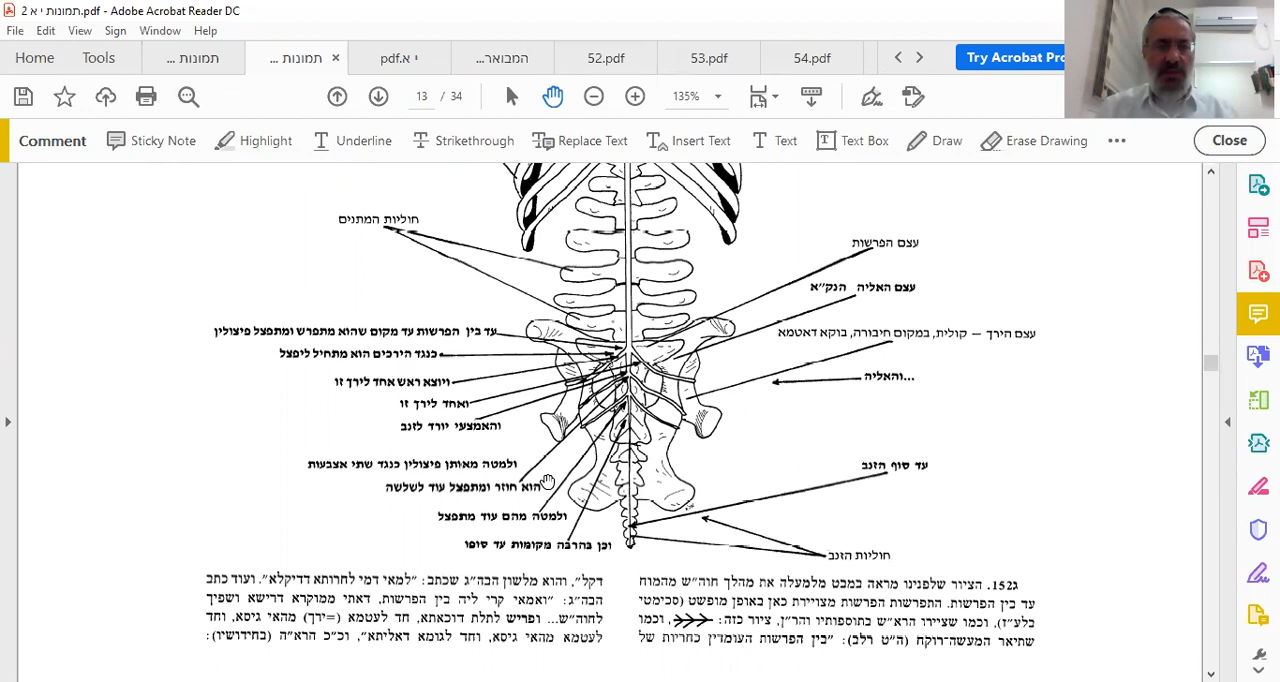 תמונות י א 2.pdf - Adobe Acrobat Reader DC
File Edit View Sign Window Help
Home Tools תמונות ... תמונות ... × י א.pdf המבואר... 52.pdf 53.pdf 54.pdf Try Acrobat Pro
13 / 34 135%
Comment Sticky Note Highlight Underline Strikethrough Replace Text Insert Text Text Text Box Draw Erase Drawing Close
חוליות המתנים
עצם הפרשות
עצם האליה הנק"א
עד בין הפרשות עד מקום שהוא מתפרש ומתפצל פיצולין
עצם הירך – קולית, במקום חיבורה, בוקא דאטמא
כנגד הירכים הוא מתחיל ליפצל
ויוצא ראש אחד לירך זו
...והאליה
ואחד לירך זו
והאמצעי יורד לזנב
ולמטה מאותן פיצולין כנגד שתי אצבעות
עד סוף הזנב
הוא חוזר ומתפצל עוד לשלשה
ולמטה מהם עוד מתפצל
וכן בהרבה מקומות עד סופו
חוליות הזנב
ג152. הציור שלפנינו מראה במבט מלמעלה את מהלך חוה"ש מהמוח
עד בין הפרשות. התפרשות הפרשות מצויירת כאן באופן מופשט (סכימטי
בלע"ז), וכמו שציירו הרא"ש בתוספותיו והר"ן, ציור כזה: , וכמו
שתיאר המעשה־רוקח (ה"ט רלב): "בין הפרשות העומדין כחריות של
דקל", והוא מלשון הבה"ג שכתב: "למאי דמי לחרותא דדיקלא". ועוד כתב
הבה"ג: "ואמאי קרי ליה בין הפרשות, דאתי ממוקרא דרישא ושפיך
לחוה"ש... ופריש לתלת דוכאתא, חד לעטמא (=ירך) מהאי גיסא, וחד
לעטמא מהאי גיסא, וחד לגומא דאליתא", וכ"כ הרא"ה (בחידושיו):